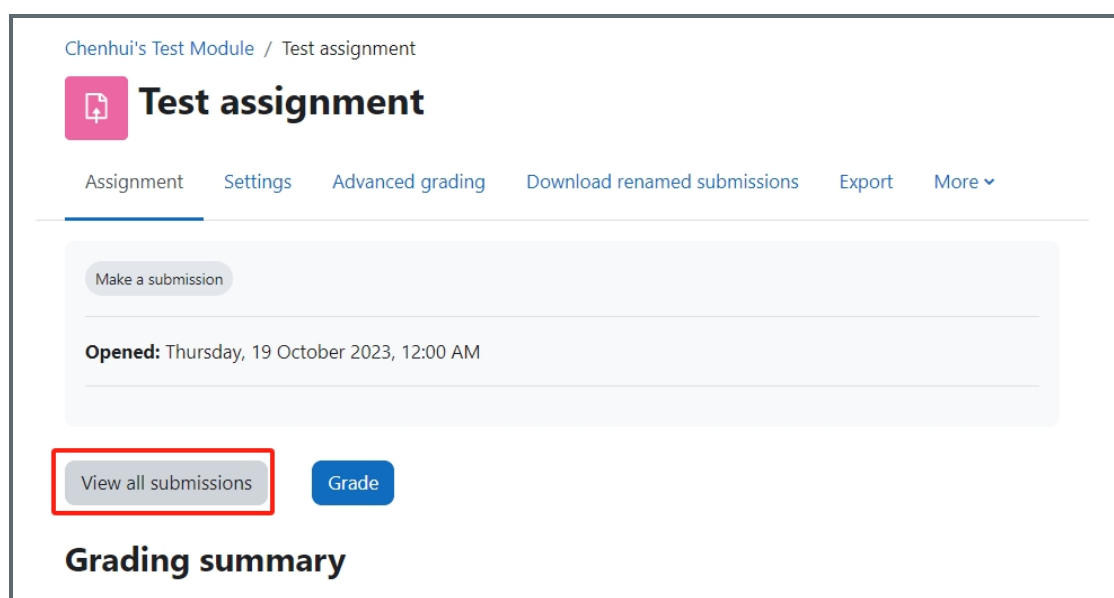 Chenhui's Test Module / Test assignment
Test assignment
Assignment Settings Advanced grading Download renamed submissions Export More
Make a submission
Opened: Thursday, 19 October 2023, 12:00 AM
View all submissions Grade
Grading summary